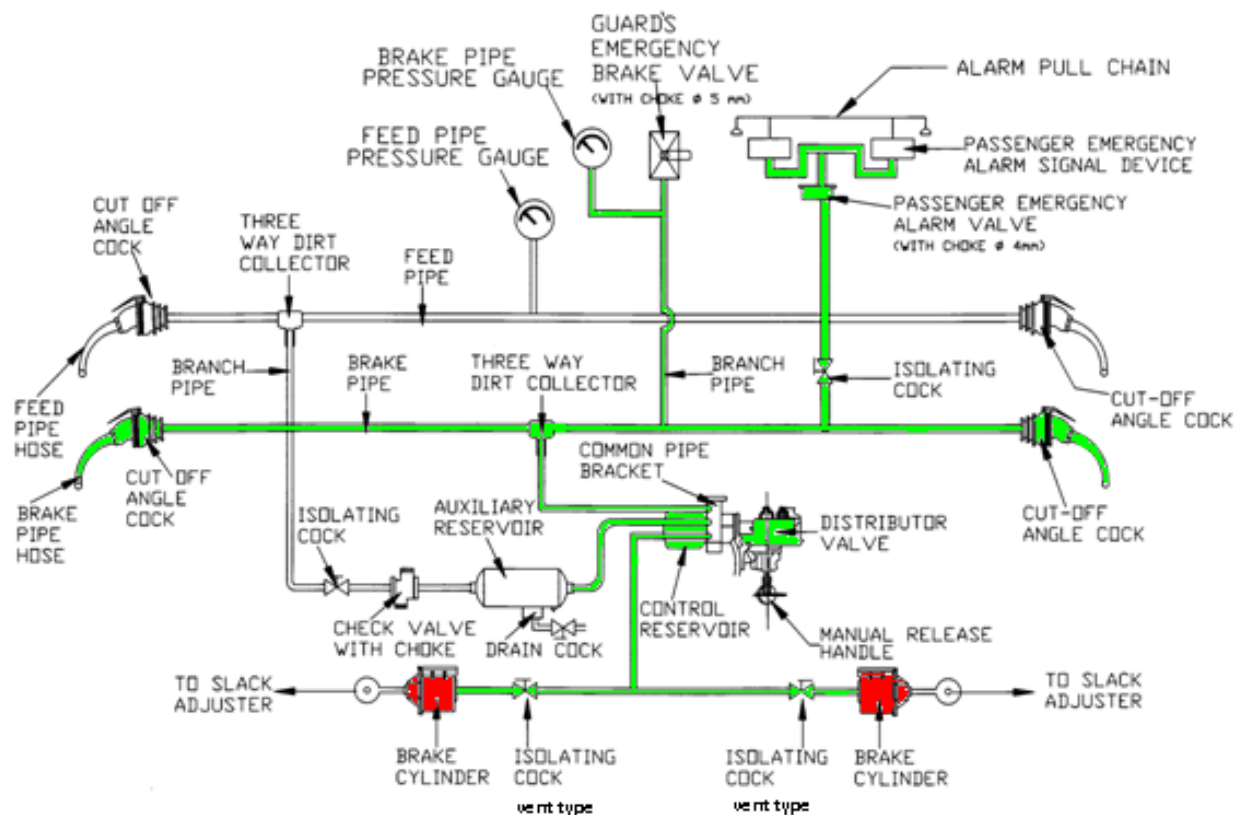 GUARD'S
EMERGENCY
BRAKE VALVE
(WITH CHOKE ø 5 mm)
BRAKE PIPE
PRESSURE GAUGE
ALARM PULL CHAIN
FEED PIPE
PRESSURE GAUGE
PASSENGER EMERGENCY
ALARM SIGNAL DEVICE
CUT OFF
ANGLE
COCK
THREE
WAY DIRT
COLLECTOR
FEED
PIPE
PASSENGER EMERGENCY
ALARM VALVE
(WITH CHOKE ø 4mm)
BRANCH
PIPE
BRAKE
PIPE
THREE WAY
DIRT COLLECTOR
BRANCH
PIPE
ISOLATING
COCK
CUT-OFF
ANGLE COCK
FEED
PIPE
HOSE
BRAKE
PIPE
HOSE
CUT OFF
ANGLE
COCK
ISOLATING
COCK
AUXILIARY
RESERVOIR
COMMON PIPE
BRACKET
DISTRIBUTOR
VALVE
CUT-OFF
ANGLE COCK
CHECK VALVE
WITH CHOKE
DRAIN COCK
CONTROL
RESERVOIR
MANUAL RELEASE
HANDLE
TO SLACK
ADJUSTER
TO SLACK
ADJUSTER
BRAKE
CYLINDER
ISOLATING
COCK
vent type
ISOLATING
COCK
vent type
BRAKE
CYLINDER